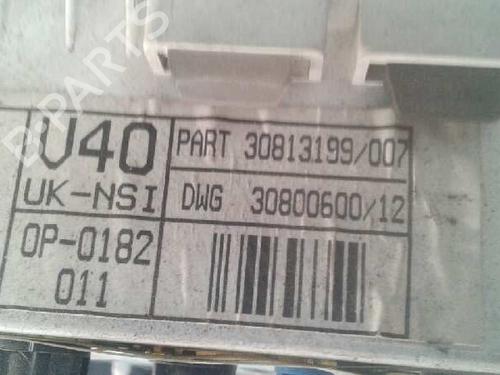 V40
UK-NSI
OP-0182
011
PART 30813199/007
DWG 30800600/12